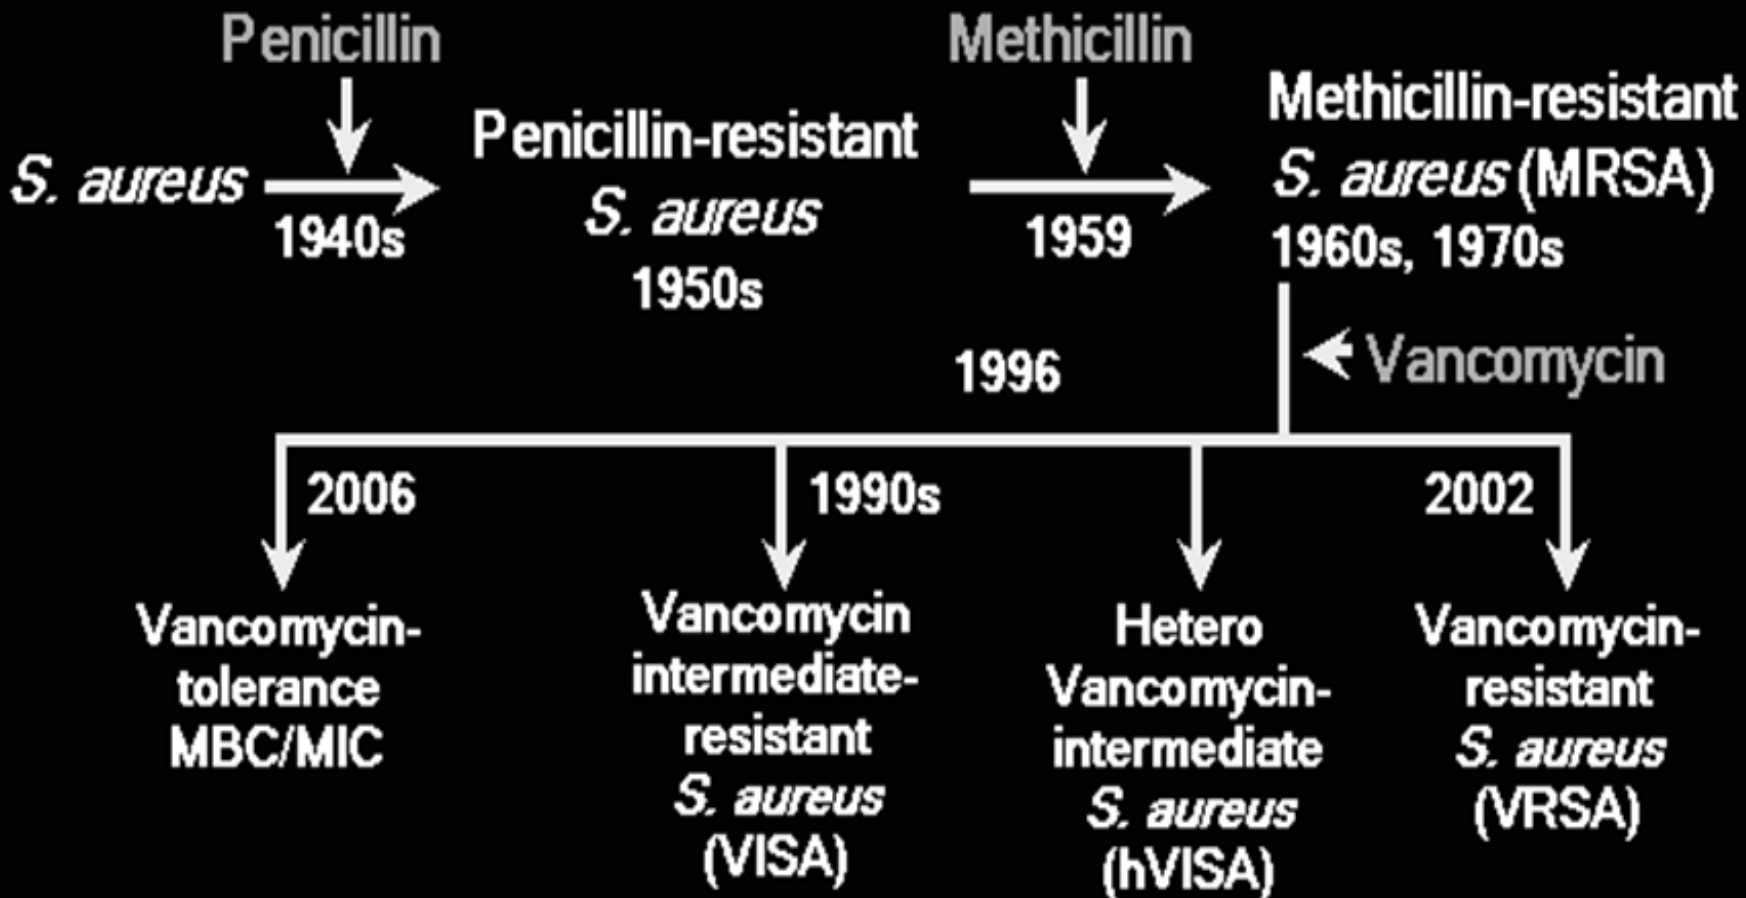 Penicillin
Methicillin
S. aureus
1940s
Penicillin-resistant
S. aureus
1950s
1959
Methicillin-resistant
S. aureus (MRSA)
1960s, 1970s
1996
Vancomycin
2006
1990s
2002
Vancomycin-
tolerance
MBC/MIC
Vancomycin
intermediate-
resistant
S. aureus
(VISA)
Hetero
Vancomycin-
intermediate
S. aureus
(hVISA)
Vancomycin-
resistant
S. aureus
(VRSA)